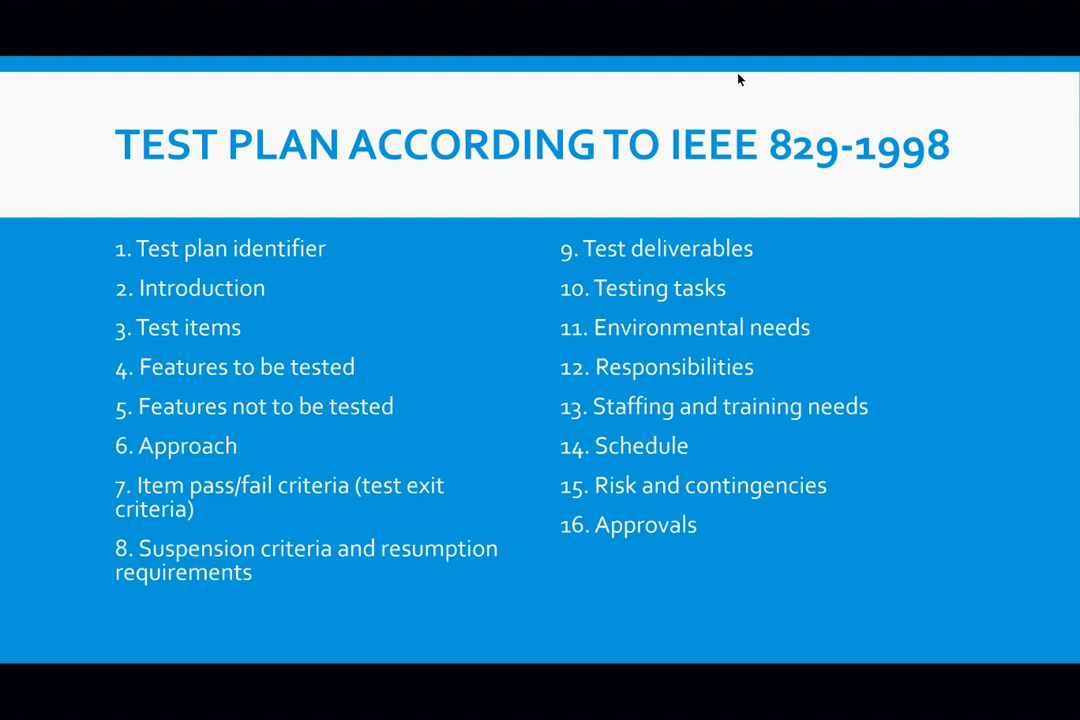 TEST PLAN ACCORDING TO IEEE 829-1998
1. Test plan identifier
2. Introduction
3. Test items
4. Features to be tested
5. Features not to be tested
6. Approach
7. Item pass/fail criteria (test exit
criteria)
8. Suspension criteria and resumption
requirements
9. Test deliverables
10. Testing tasks
11. Environmental needs
12. Responsibilities
13. Staffing and training needs
14. Schedule
15. Risk and contingencies
16. Approvals